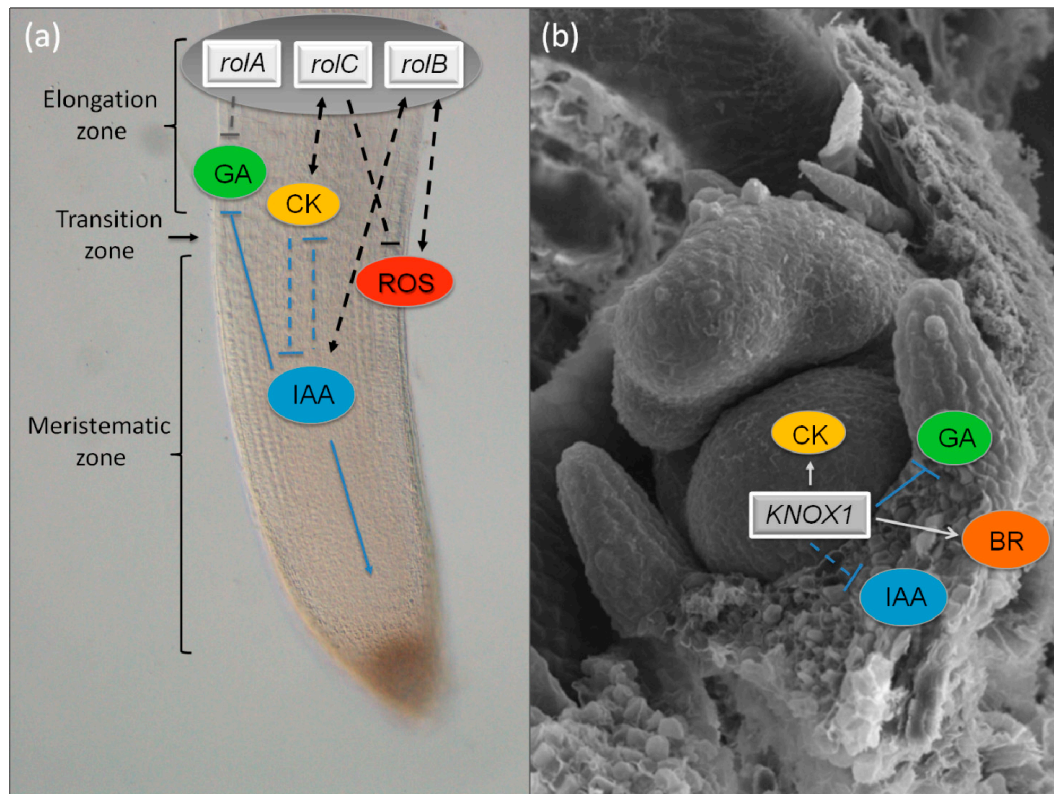 (a)
rolA rolC rolB
Elongation
zone
GA
CK
Transition
zone
ROS
IAA
Meristematic
zone
(b)
CK
GA
KNOX1
BR
IAA